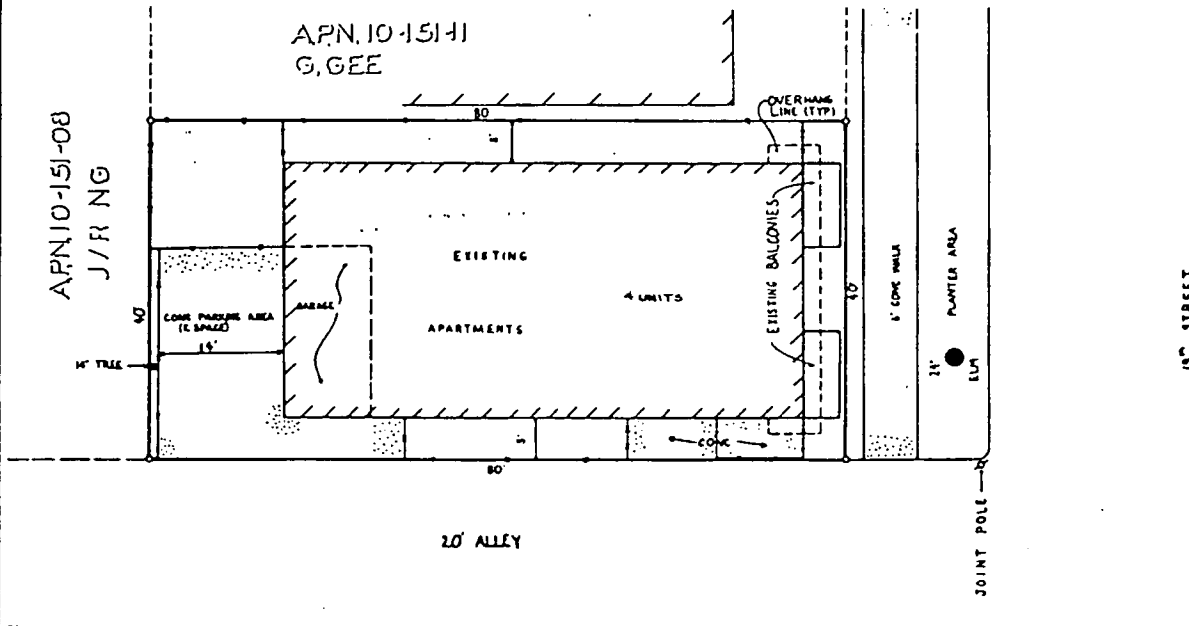 A.P.N. 10-151-11
G. GEE
OVERHANG
LINE (TYP)
80'
A.P.N. 10-151-08
J/R NG
EXISTING
4 UNITS
APARTMENTS
EXISTING BALCONIES
GARAGE
CONC PARKING AREA
14'
14" TREE
40'
40'
6' CONC WALK
PLANTER AREA
24"
ELM
5'
CONC
80'
20' ALLEY
JOINT POLE
STREET